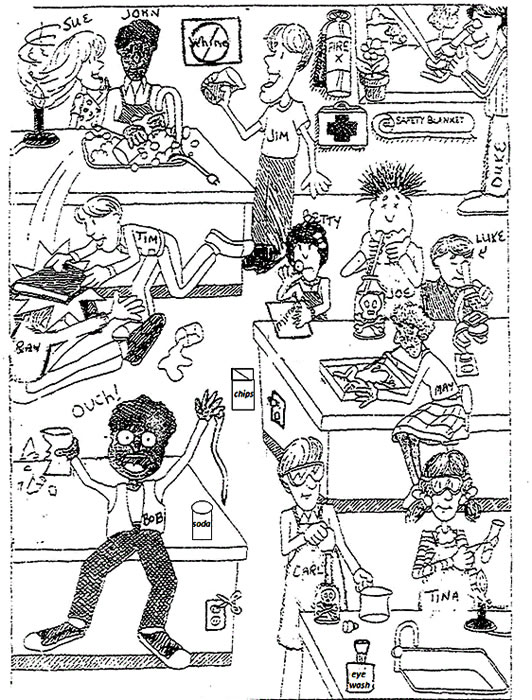 SUE
JOHN
whine
FIRE
X
JIM
SAFETY BLANKET
DUKE
TIM
BETTY
LUKE
JOE
RAY
MAY
chips
OUCH!
BOB
soda
CARL
TINA
eye
wash